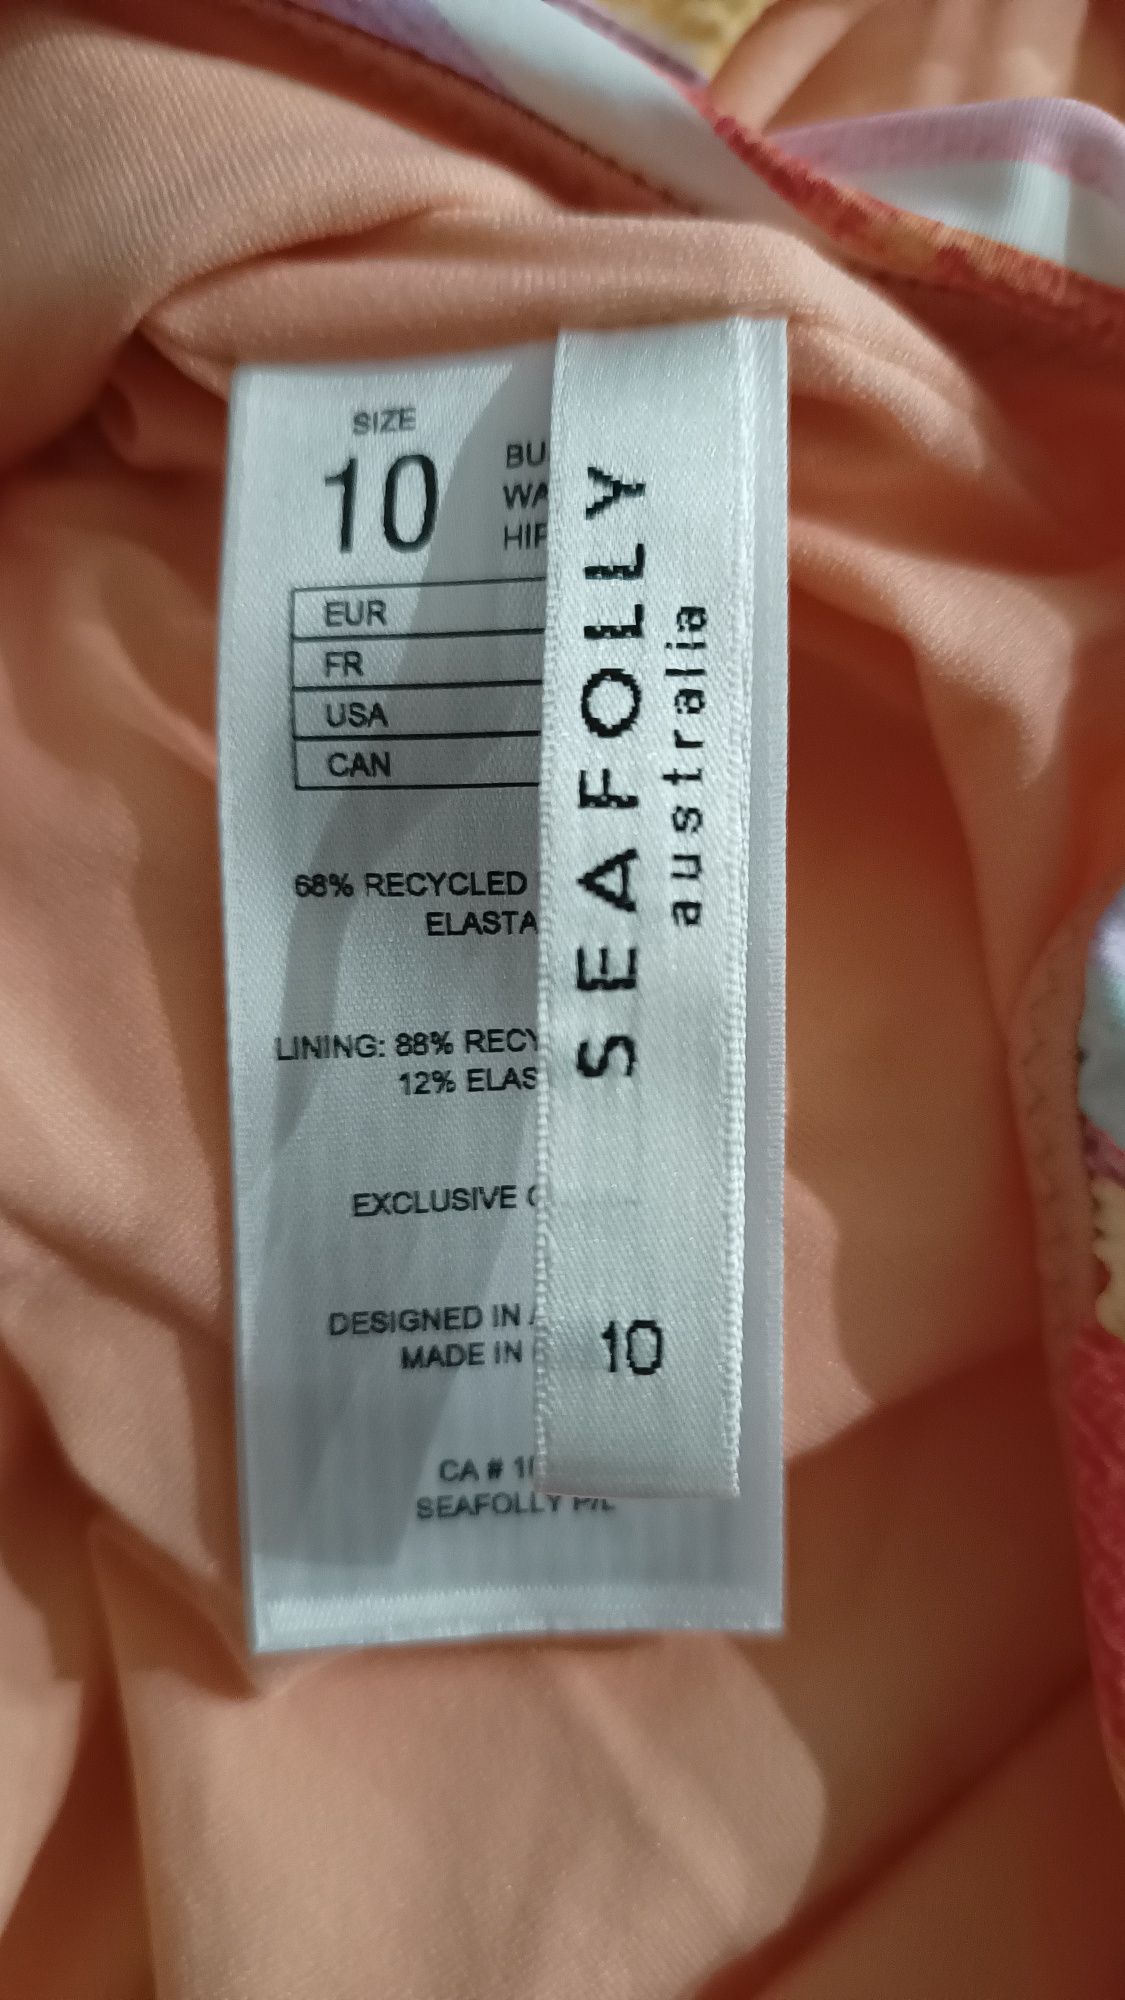 SIZE
10
BU
WA
HIP
EUR
FR
USA
CAN
68% RECYCLED
ELASTA
LINING: 88% RECY
12% ELAS
EXCLUSIVE
DESIGNED IN
MADE IN
CA # 1
SEAFOLLY P/L
SEAFOLLY
australia
10